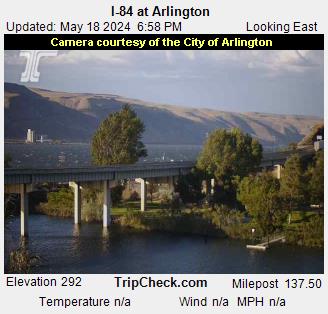 I-84 at Arlington
Updated: May 18 2024 6:58 PM Looking East
Camera courtesy of the City of Arlington
Elevation 292 TripCheck.com Milepost 137.50
Temperature n/a Wind n/a MPH n/a